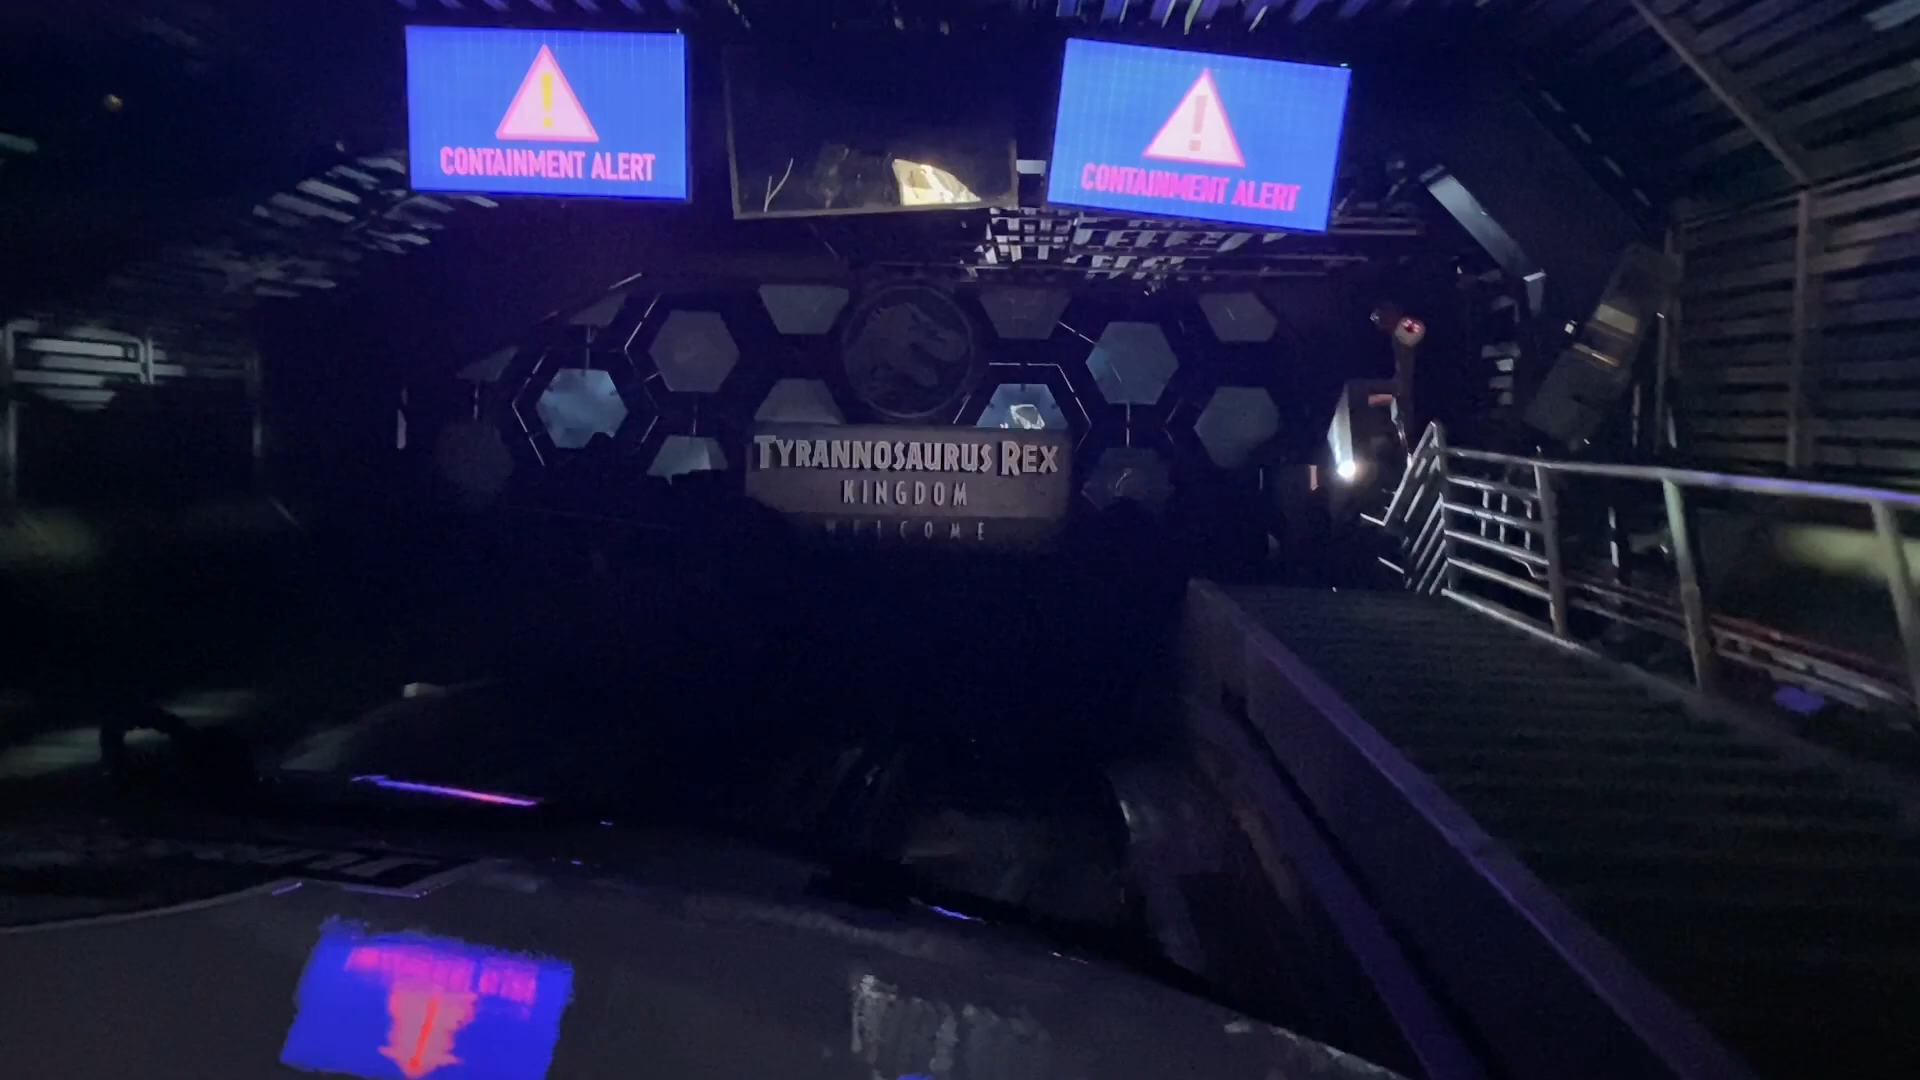 CONTAINMENT ALERT
CONTAINMENT ALERT
TYRANNOSAURUS REX
KINGDOM
WELCOME